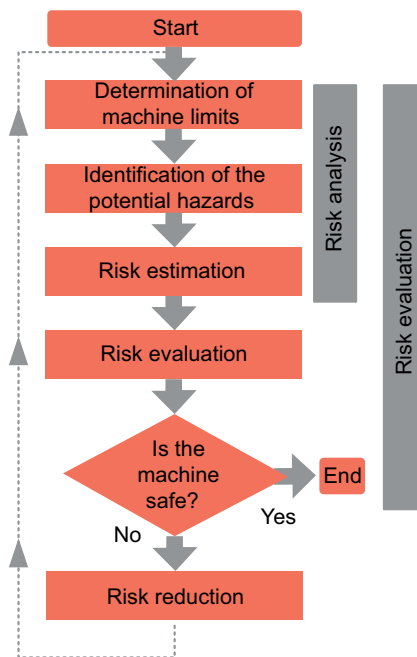 Start
Determination of
machine limits
Identification of the
potential hazards
Risk estimation
Risk evaluation
Is the
machine
safe?
End
Yes
No
Risk reduction
Risk analysis
Risk evaluation